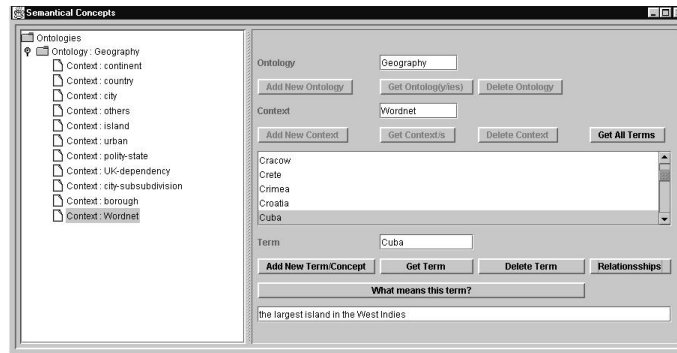 Semantical Concepts
Ontologies
Ontology : Geography
Context : continent
Context : country
Context : city
Context : others
Context : island
Context : urban
Context : polity-state
Context : UK-dependency
Context : city-subsubdivision
Context : borough
Context : Wordnet
Ontology Geography
Add New Ontology Get Ontolog(y/ies) Delete Ontology
Context Wordnet
Add New Context Get Context/s Delete Context Get All Terms
Cracow
Crete
Crimea
Croatia
Cuba
Term Cuba
Add New Term/Concept Get Term Delete Term Relationsships
What means this term?
the largest island in the West Indies